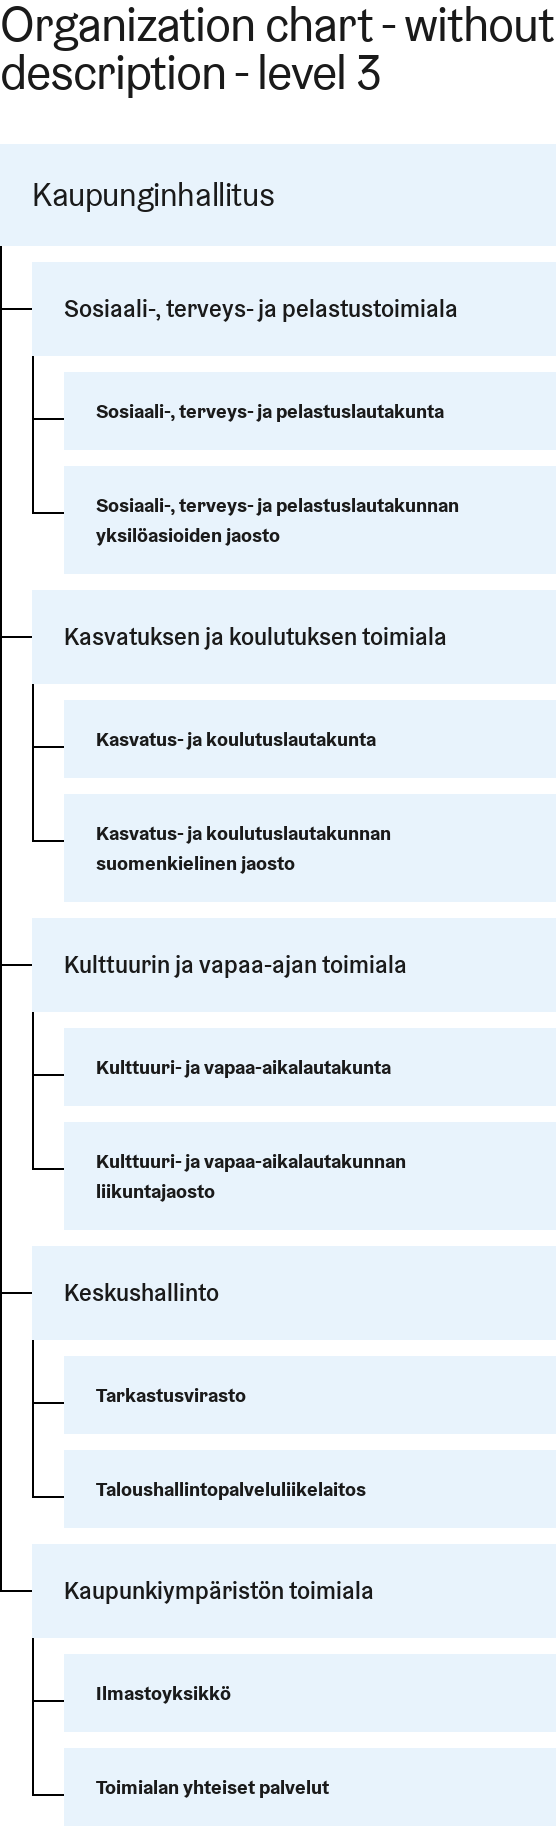 Organization chart - without
description - level 3
Kaupunginhallitus
Sosiaali-, terveys- ja pelastustoimiala
Sosiaali-, terveys- ja pelastuslautakunta
Sosiaali-, terveys- ja pelastuslautakunnan
yksilöasioiden jaosto
Kasvatuksen ja koulutuksen toimiala
Kasvatus- ja koulutuslautakunta
Kasvatus- ja koulutuslautakunnan
suomenkielinen jaosto
Kulttuurin ja vapaa-ajan toimiala
Kulttuuri- ja vapaa-aikalautakunta
Kulttuuri- ja vapaa-aikalautakunnan
liikuntajaosto
Keskushallinto
Tarkastusvirasto
Taloushallintopalveluliikelaitos
Kaupunkiympäristön toimiala
Ilmastoyksikkö
Toimialan yhteiset palvelut